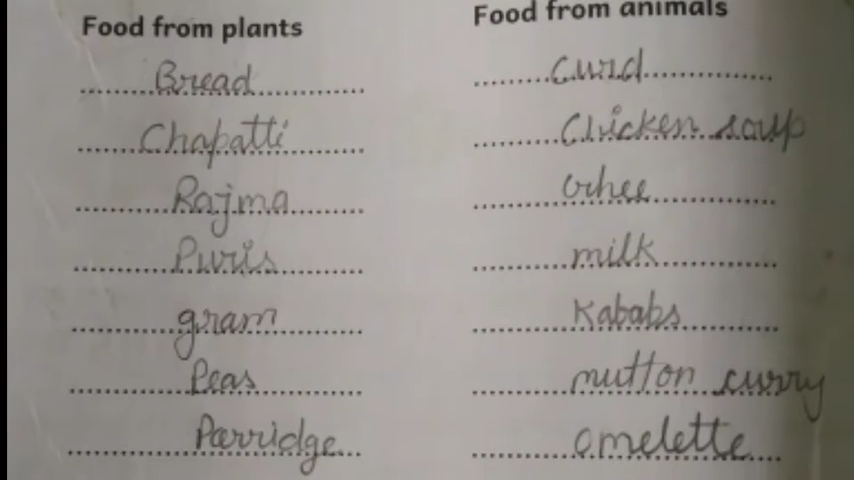 Food from plants
Bread
Chapatti
Rajma
Puris
gram
Peas
Parridge
Food from animals
Curd
Chicken soup
Ghee
milk
Kababs
mutton curry
omelette